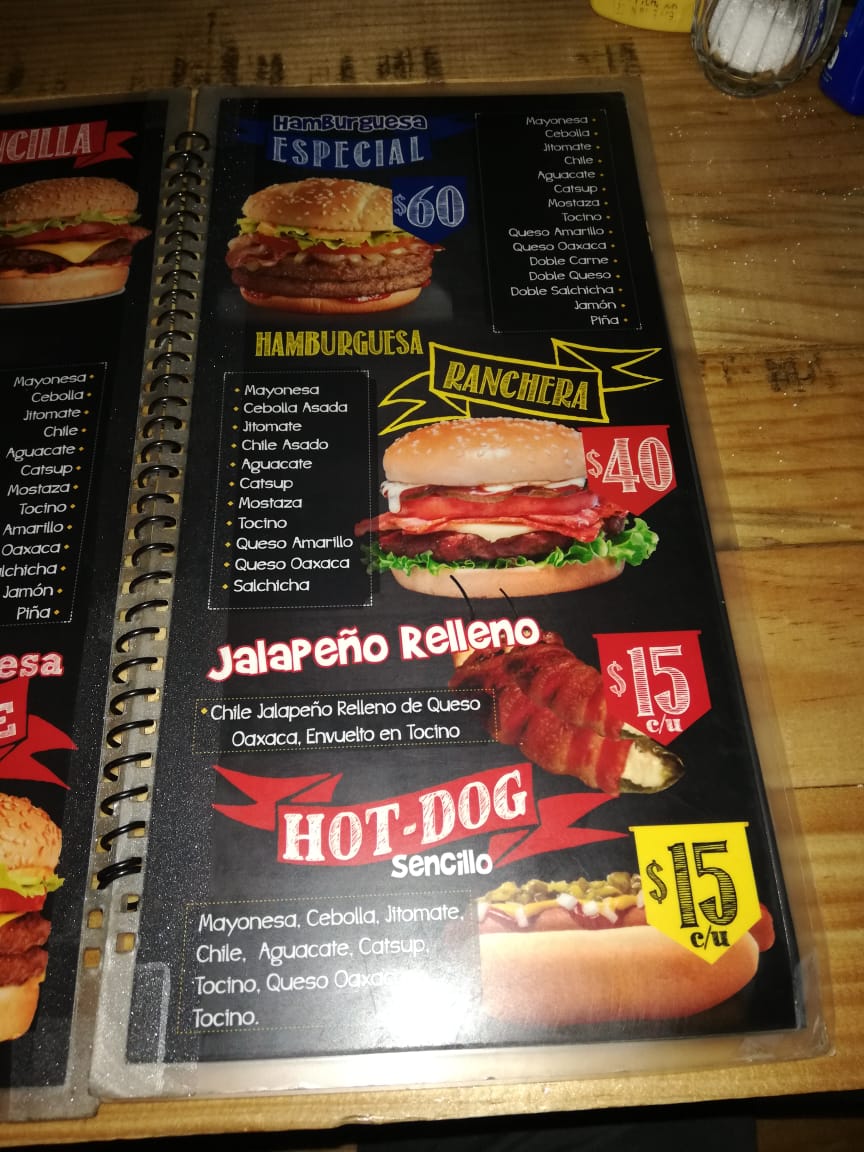 NCILLA
Mayonesa
Cebolla
Jitomate
Chile
Aguacate
Catsup
Mostaza
Tocino
Amarillo
Oaxaca
lchicha
Jamón
Piña
esa
E
HamBurguesa
ESPECIAL
$60
Mayonesa
Cebolla
Jitomate
Chile
Aguacate
Catsup
Mostaza
Tocino
Queso Amarillo
Queso Oaxaca
Doble Carne
Doble Queso
Doble Salchicha
Jamón
Piña
HAMBURGUESA
RANCHERA
$40
Mayonesa
Cebolla Asada
Jitomate
Chile Asado
Aguacate
Catsup
Mostaza
Tocino
Queso Amarillo
Queso Oaxaca
Salchicha
Jalapeño Relleno
$15
c/u
Chile Jalapeño Relleno de Queso
Oaxaca, Envuelto en Tocino
HOT-DOG
Sencillo
$15
c/u
Mayonesa, Cebolla, Jitomate,
Chile, Aguacate, Catsup,
Tocino, Queso Oaxaca
Tocino.